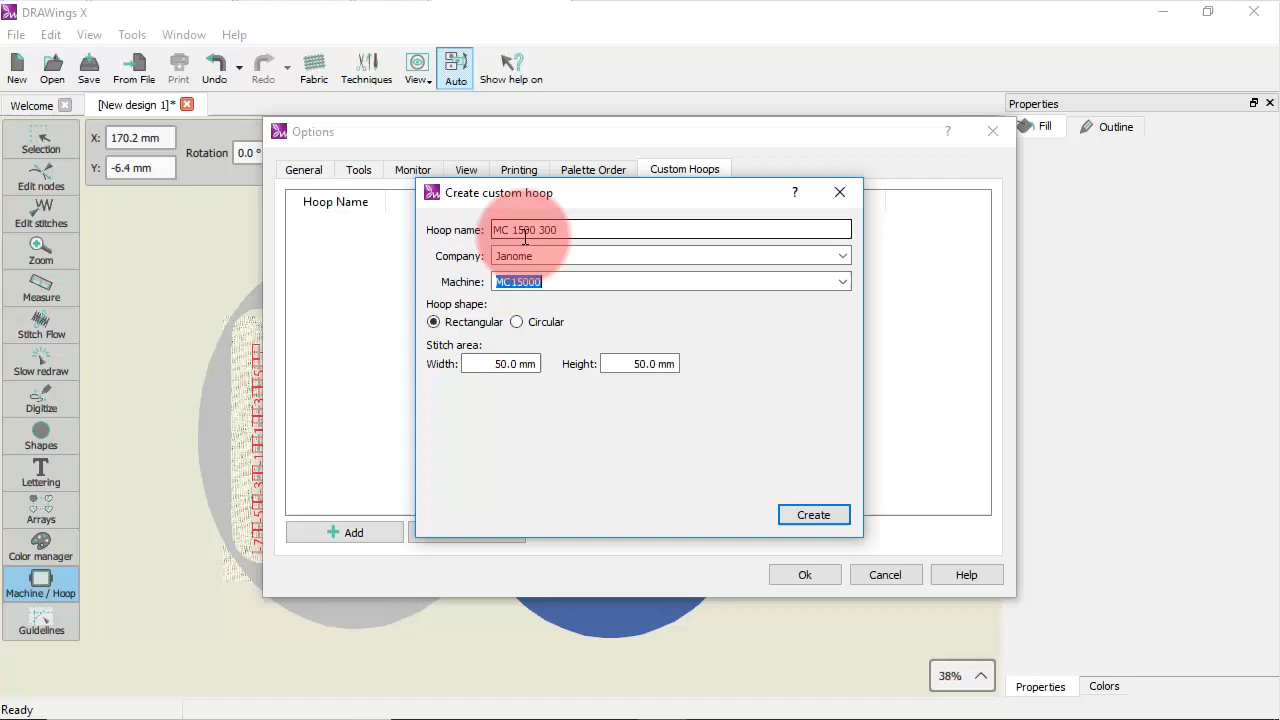 DRAWings X
File Edit View Tools Window Help
New Open Save From File Print Undo Redo Fabric Techniques View Auto Show help on
Welcome [New design 1]*
Properties
Fill Outline
Selection
Edit nodes
Edit stitches
Zoom
Measure
Stitch Flow
Slow redraw
Digitize
Shapes
Lettering
Arrays
Color manager
Machine / Hoop
Guidelines
X: 170.2 mm
Y: -6.4 mm
Rotation 0.0 °
Options ?
General Tools Monitor View Printing Palette Order Custom Hoops
Hoop Name
Create custom hoop ?
Hoop name: MC 1500 300
Company: Janome
Machine: MC15000
Hoop shape:
Rectangular Circular
Stitch area:
Width: 50.0 mm Height: 50.0 mm
Create
Add
Ok Cancel Help
38%
Properties Colors
Ready